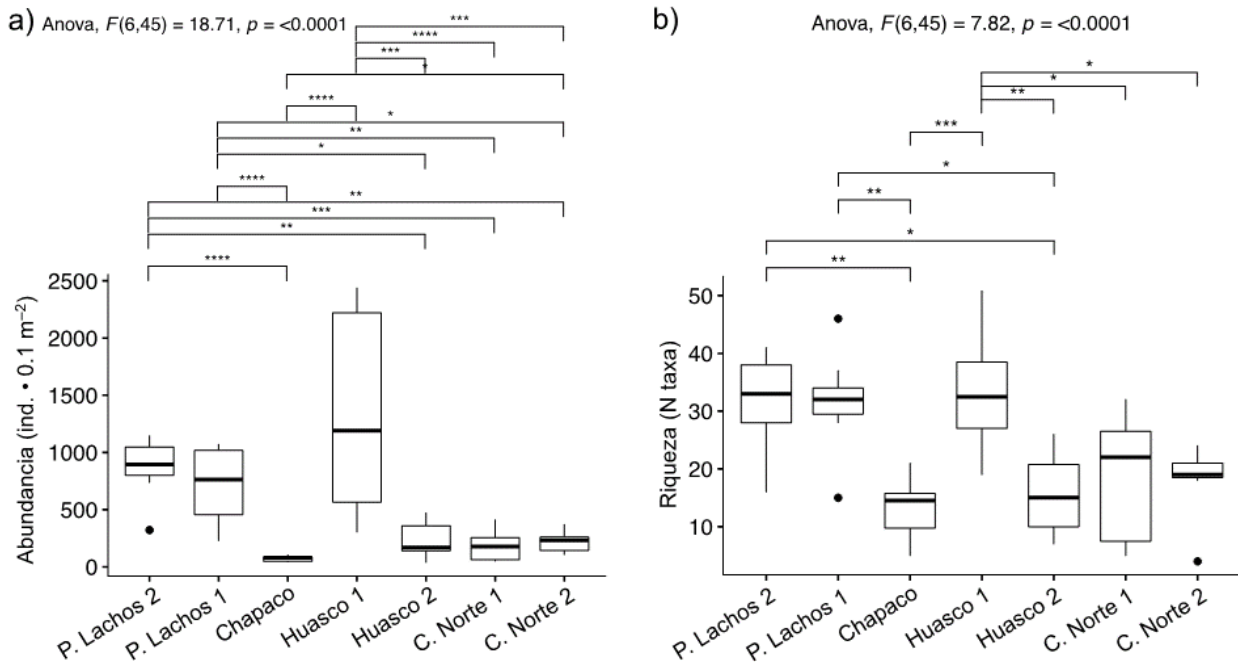 a) Anova, F(6,45) = 18.71, p = <0.0001
***
****
***
*
****
*
**
*
****
**
***
**
****
Abundancia (ind. • 0.1 m⁻²)
2500
2000
1500
1000
500
0
P. Lachos 2
P. Lachos 1
Chapaco
Huasco 1
Huasco 2
C. Norte 1
C. Norte 2
b) Anova, F(6,45) = 7.82, p = <0.0001
*
*
**
***
*
**
*
**
Riqueza (N taxa)
50
40
30
20
10
P. Lachos 2
P. Lachos 1
Chapaco
Huasco 1
Huasco 2
C. Norte 1
C. Norte 2